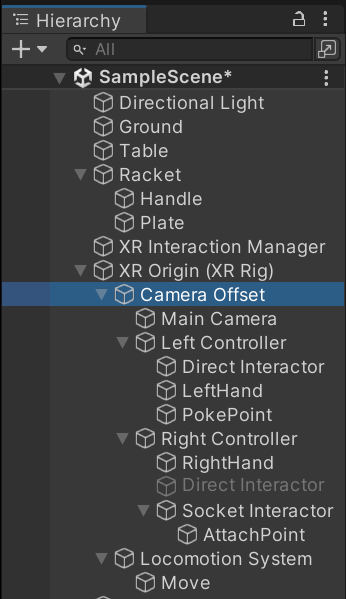 Hierarchy
All
SampleScene*
Directional Light
Ground
Table
Racket
Handle
Plate
XR Interaction Manager
XR Origin (XR Rig)
Camera Offset
Main Camera
Left Controller
Direct Interactor
LeftHand
PokePoint
Right Controller
RightHand
Direct Interactor
Socket Interactor
AttachPoint
Locomotion System
Move